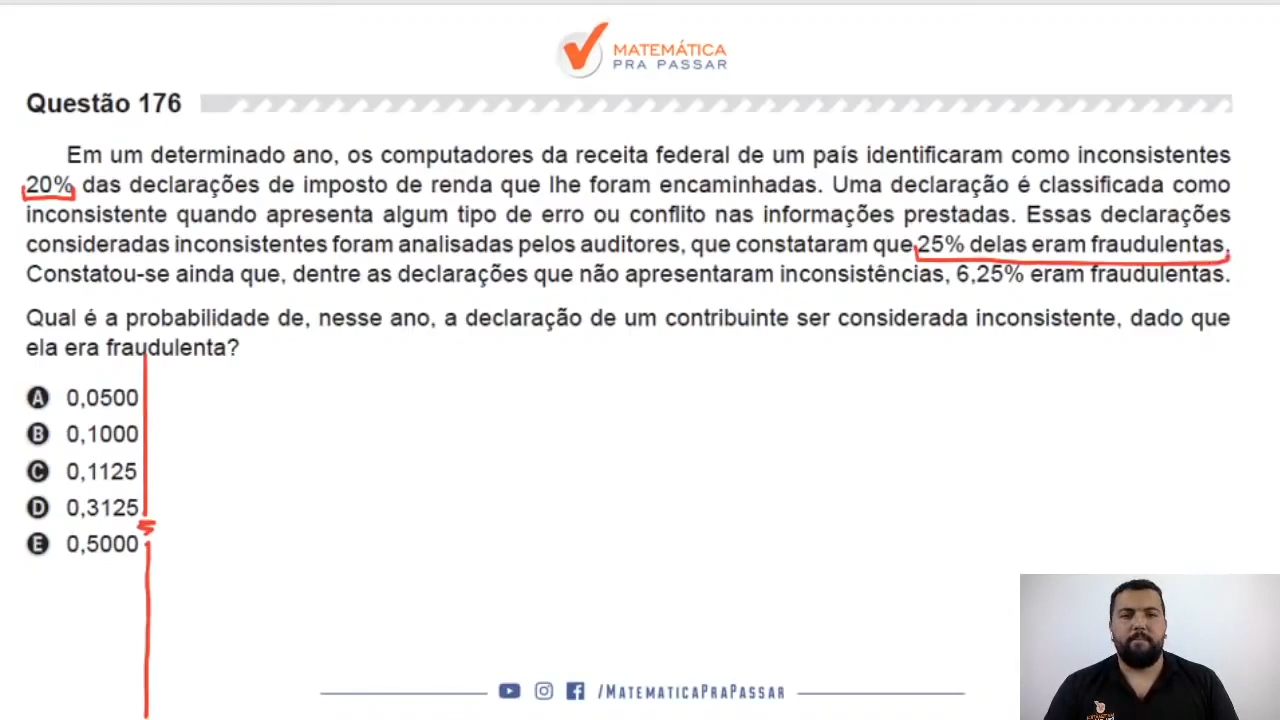 MATEMÁTICA
PRA PASSAR
Questão 176
Em um determinado ano, os computadores da receita federal de um país identificaram como inconsistentes
20% das declarações de imposto de renda que lhe foram encaminhadas. Uma declaração é classificada como
inconsistente quando apresenta algum tipo de erro ou conflito nas informações prestadas. Essas declarações
consideradas inconsistentes foram analisadas pelos auditores, que constataram que 25% delas eram fraudulentas.
Constatou-se ainda que, dentre as declarações que não apresentaram inconsistências, 6,25% eram fraudulentas.
Qual é a probabilidade de, nesse ano, a declaração de um contribuinte ser considerada inconsistente, dado que
ela era fraudulenta?
A 0,0500
B 0,1000
C 0,1125
D 0,3125
E 0,5000
/MATEMATICAPRAPASSAR